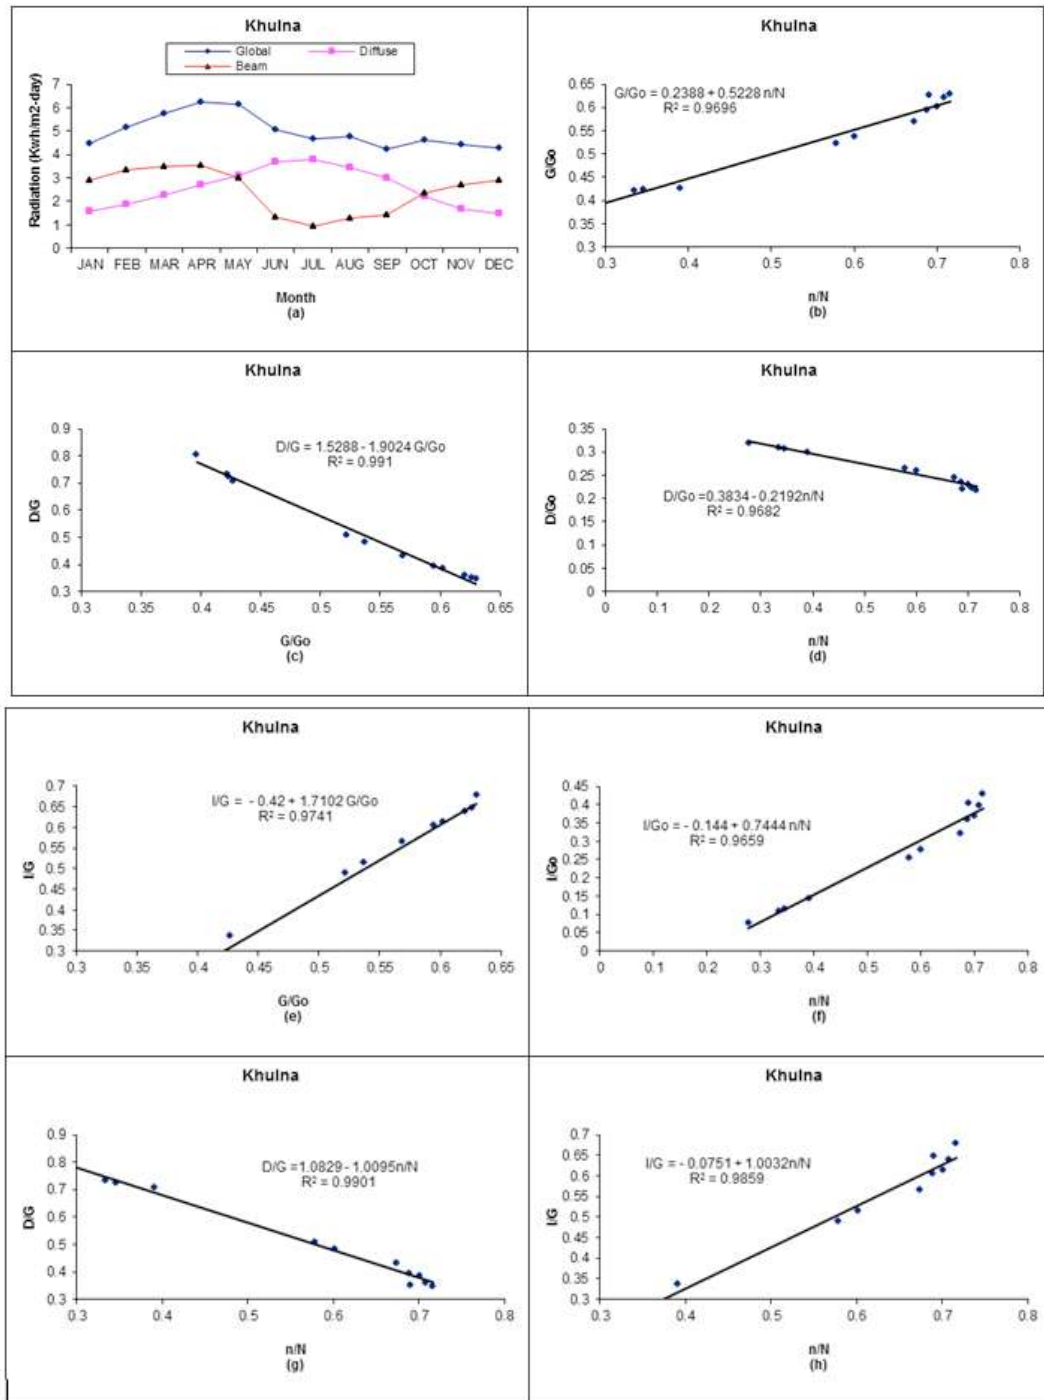 Khulna
Global
Diffuse
Beam
Radiation (Kwh/m2-day)
7
6
5
4
3
2
1
0
JAN FEB MAR APR MAY JUN JUL AUG SEP OCT NOV DEC
Month
(a)
Khulna
G/Go = 0.2388 + 0.5228 n/N
R² = 0.9696
G/Go
0.65
0.6
0.55
0.5
0.45
0.4
0.35
0.3
0.3 0.4 0.5 0.6 0.7 0.8
n/N
(b)
Khulna
D/G = 1.5288 - 1.9024 G/Go
R² = 0.991
D/G
0.9
0.8
0.7
0.6
0.5
0.4
0.3
0.3 0.35 0.4 0.45 0.5 0.55 0.6 0.65
G/Go
(c)
Khulna
D/Go = 0.3834 - 0.2192n/N
R² = 0.9682
D/Go
0.35
0.3
0.25
0.2
0.15
0.1
0.05
0
0 0.1 0.2 0.3 0.4 0.5 0.6 0.7 0.8
n/N
(d)
Khulna
I/G = - 0.42 + 1.7102 G/Go
R² = 0.9741
I/G
0.7
0.65
0.6
0.55
0.5
0.45
0.4
0.35
0.3
0.3 0.35 0.4 0.45 0.5 0.55 0.6 0.65
G/Go
(e)
Khulna
I/Go = - 0.144 + 0.7444 n/N
R² = 0.9659
I/Go
0.45
0.4
0.35
0.3
0.25
0.2
0.15
0.1
0.05
0
0 0.1 0.2 0.3 0.4 0.5 0.6 0.7 0.8
n/N
(f)
Khulna
D/G =1.0829 - 1.0095n/N
R² = 0.9901
D/G
0.9
0.8
0.7
0.6
0.5
0.4
0.3
0.3 0.4 0.5 0.6 0.7 0.8
n/N
(g)
Khulna
I/G = - 0.0751 + 1.0032n/N
R² = 0.9859
I/G
0.7
0.65
0.6
0.55
0.5
0.45
0.4
0.35
0.3
0.3 0.4 0.5 0.6 0.7 0.8
n/N
(h)